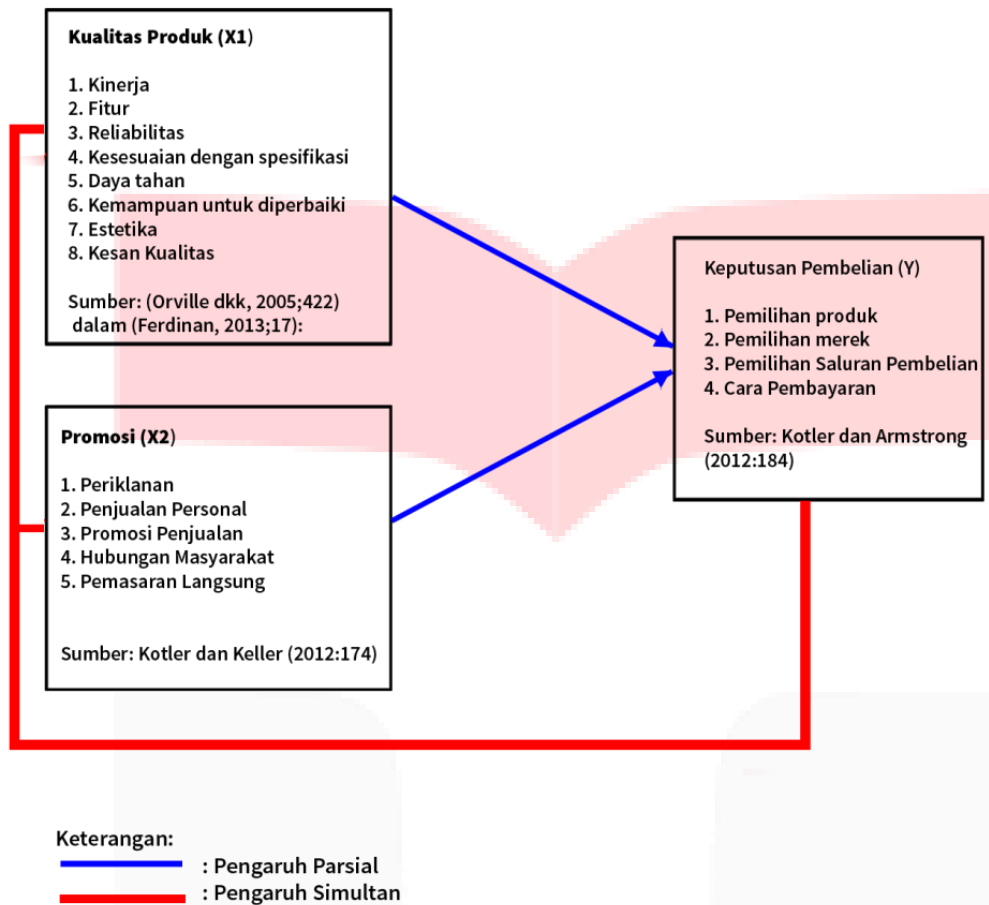 Kualitas Produk (X1)
1. Kinerja
2. Fitur
3. Reliabilitas
4. Kesesuaian dengan spesifikasi
5. Daya tahan
6. Kemampuan untuk diperbaiki
7. Estetika
8. Kesan Kualitas
Sumber: (Orville dkk, 2005;422)
dalam (Ferdinan, 2013;17):
Promosi (X2)
1. Periklanan
2. Penjualan Personal
3. Promosi Penjualan
4. Hubungan Masyarakat
5. Pemasaran Langsung
Sumber: Kotler dan Keller (2012:174)
Keputusan Pembelian (Y)
1. Pemilihan produk
2. Pemilihan merek
3. Pemilihan Saluran Pembelian
4. Cara Pembayaran
Sumber: Kotler dan Armstrong
(2012:184)
Keterangan:
: Pengaruh Parsial
: Pengaruh Simultan